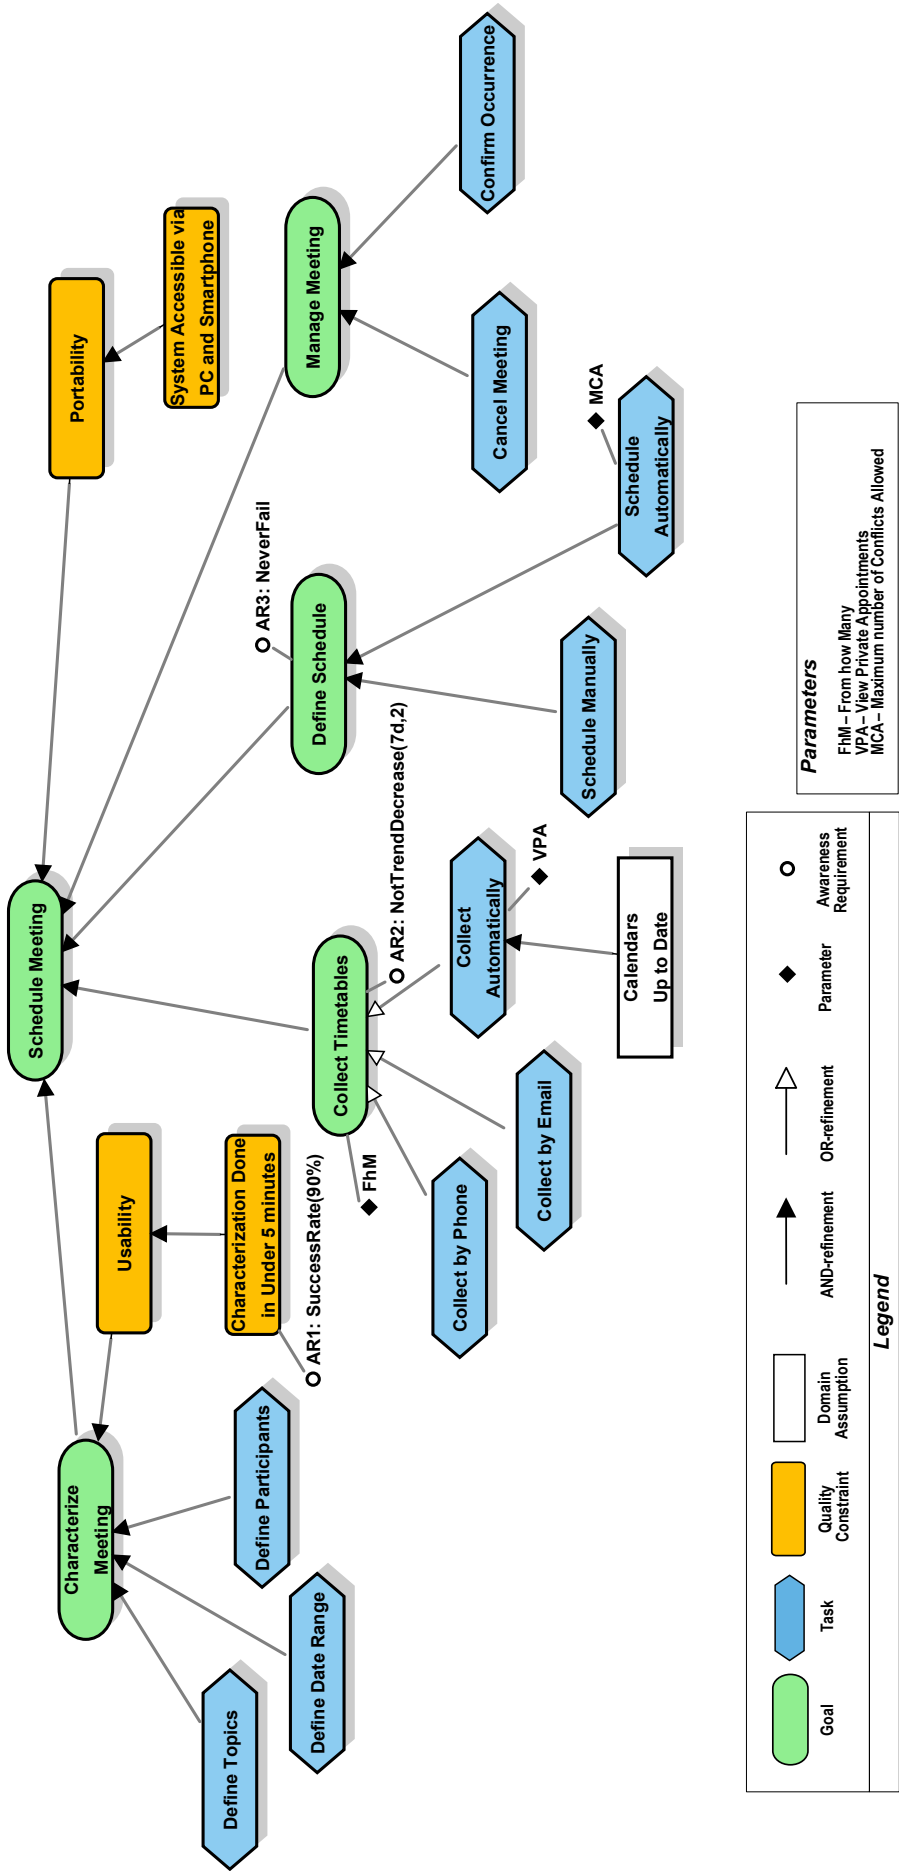 Schedule Meeting
Portability
System Accessible via
PC and Smartphone
Characterize
Meeting
Usability
Characterization Done
in Under 5 minutes
AR1: SuccessRate(90%)
Define Topics
Define Date Range
Define Participants
Collect Timetables
FhM
AR2: NotTrendDecrease(7d,2)
Collect by Phone
Collect by Email
Collect
Automatically
VPA
Calendars
Up to Date
Define Schedule
AR3: NeverFail
Schedule Manually
Schedule
Automatically
MCA
Manage Meeting
Cancel Meeting
Confirm Occurrence
Goal
Task
Quality
Constraint
Domain
Assumption
AND-refinement
OR-refinement
Parameter
Awareness
Requirement
Legend
Parameters
FhM – From how Many
VPA – View Private Appointments
MCA – Maximum number of Conflicts Allowed